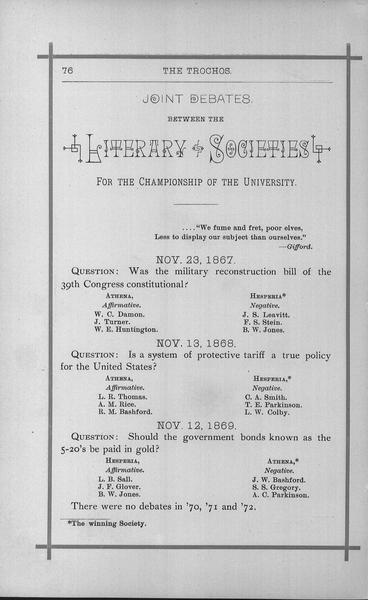 76 THE TROCHOS.
JOINT DEBATES.
BETWEEN THE
LITERARY & SOCIETIES
FOR THE CHAMPIONSHIP OF THE UNIVERSITY.
...."We fume and fret, poor elves,
Less to display our subject than ourselves."
—Gifford.
NOV. 23, 1867.
QUESTION: Was the military reconstruction bill of the
39th Congress constitutional?
ATHENA, HESPERIA*
Affirmative. Negative.
W. C. Damon. J. S. Leavitt.
J. Turner. F. S. Stein.
W. E. Huntington. B. W. Jones.
NOV. 13, 1868.
QUESTION: Is a system of protective tariff a true policy
for the United States?
ATHENA, HESPERIA,*
Affirmative. Negative.
L. R. Thomas. C. A. Smith.
A. M. Rice. T. E. Parkinson.
R. M. Bashford. L. W. Colby.
NOV. 12, 1869.
QUESTION: Should the government bonds known as the
5-20's be paid in gold?
HESPERIA, ATHENA,*
Affirmative. Negative.
L. B. Sall. J. W. Bashford.
J. F. Glover. S. S. Gregory.
B. W. Jones. A. C. Parkinson.
There were no debates in '70, '71 and '72.
*The winning Society.